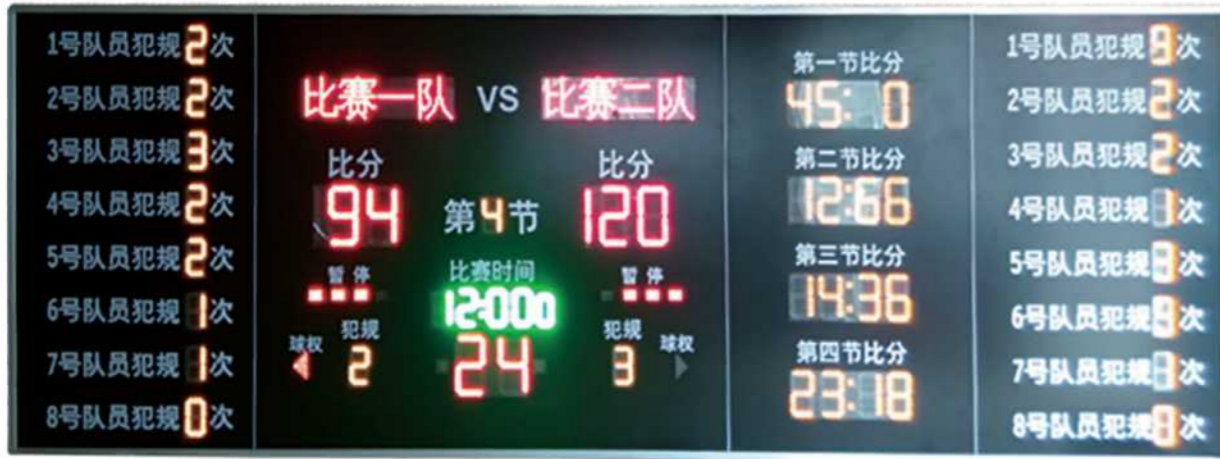 1号队员犯规2次
2号队员犯规2次
3号队员犯规3次
4号队员犯规2次
5号队员犯规2次
6号队员犯规1次
7号队员犯规1次
8号队员犯规0次
比赛一队 VS 比赛二队
比分 比分
94 第4节 120
暂停 比赛时间 暂停
12:00
球权 犯规 犯规 球权
2 24 3
第一节比分
45: 0
第二节比分
12:66
第三节比分
14:36
第四节比分
23:18
1号队员犯规 次
2号队员犯规2次
3号队员犯规2次
4号队员犯规 次
5号队员犯规 次
6号队员犯规 次
7号队员犯规 次
8号队员犯规 次